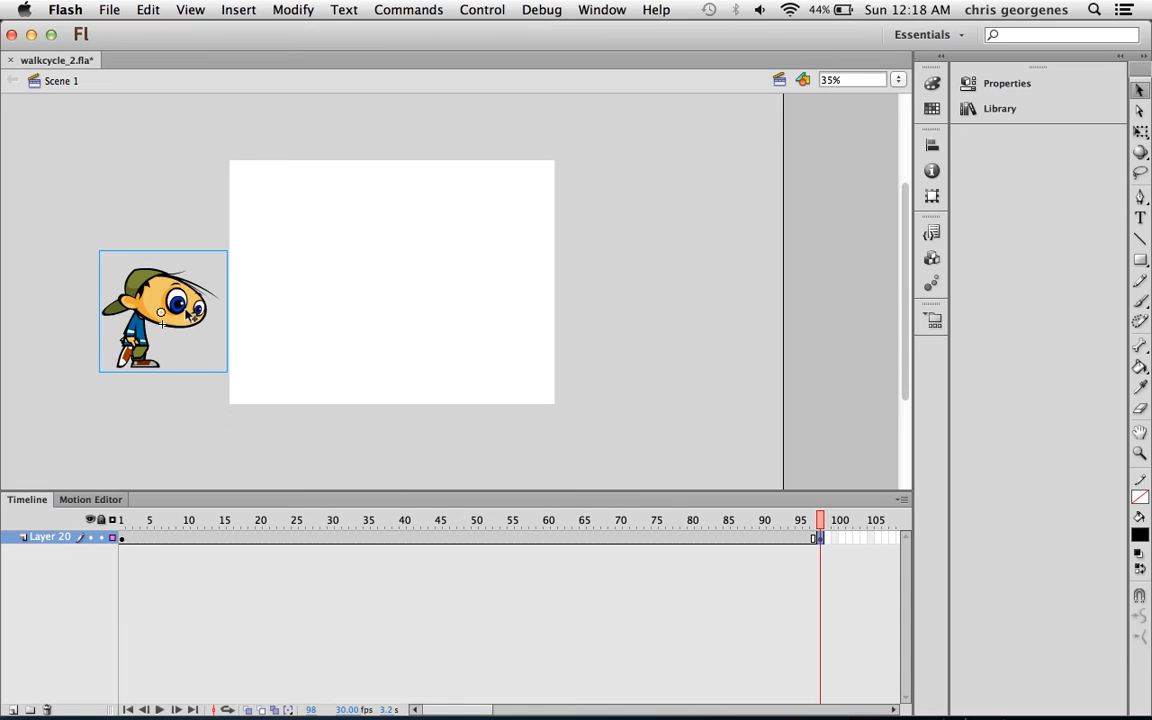 Flash File Edit View Insert Modify Text Commands Control Debug Window Help 44% Sun 12:18 AM chris georgenes
Fl Essentials
walkcycle_2.fla*
Scene 1 35%
Properties
Library
Timeline Motion Editor
1 5 10 15 20 25 30 35 40 45 50 55 60 65 70 75 80 85 90 95 100 105
Layer 20
98 30.00 fps 3.2 s